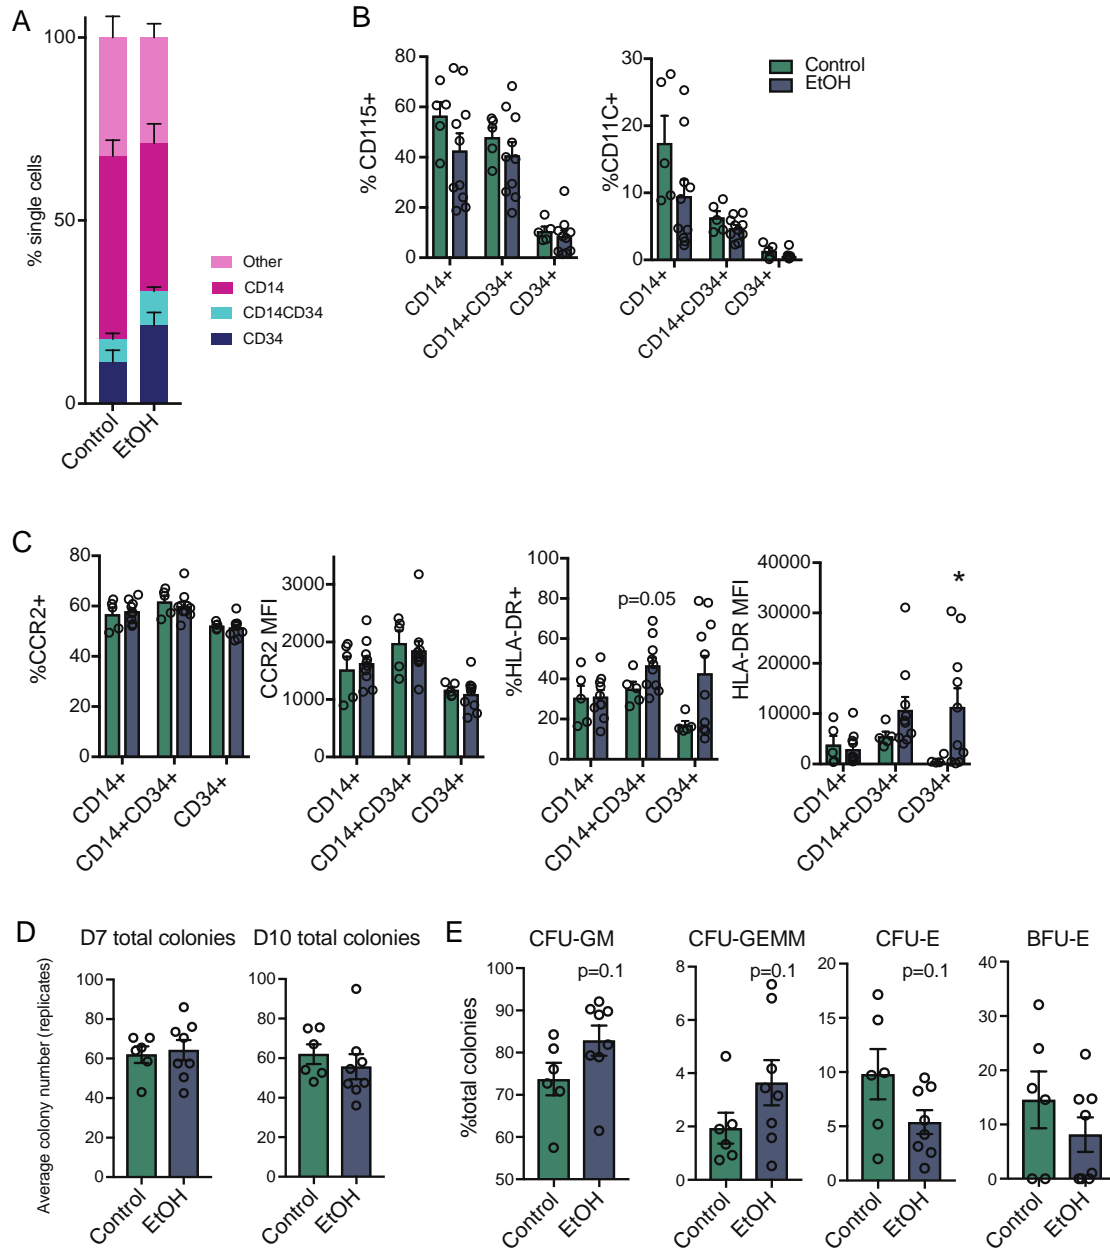 A
100
50
0
% single cells
Control
EtOH
Other
CD14
CD14CD34
CD34
B
80
60
40
20
0
% CD115+
CD14+
CD14+CD34+
CD34+
30
20
10
0
%CD11C+
CD14+
CD14+CD34+
CD34+
Control
EtOH
C
80
60
40
20
0
%CCR2+
CD14+
CD14+CD34+
CD34+
3000
2000
1000
0
CCR2 MFI
CD14+
CD14+CD34+
CD34+
100
80
60
40
20
0
%HLA-DR+
p=0.05
CD14+
CD14+CD34+
CD34+
40000
30000
20000
10000
0
HLA-DR MFI
*
CD14+
CD14+CD34+
CD34+
D
D7 total colonies
Average colony number (replicates)
100
80
60
40
20
0
Control
EtOH
D10 total colonies
100
80
60
40
20
0
Control
EtOH
E
CFU-GM
%total colonies
100
90
80
70
60
50
Control
EtOH
CFU-GEMM
p=0.1
8
6
4
2
0
Control
EtOH
CFU-E
p=0.1
20
15
10
5
0
Control
EtOH
BFU-E
40
30
20
10
0
Control
EtOH